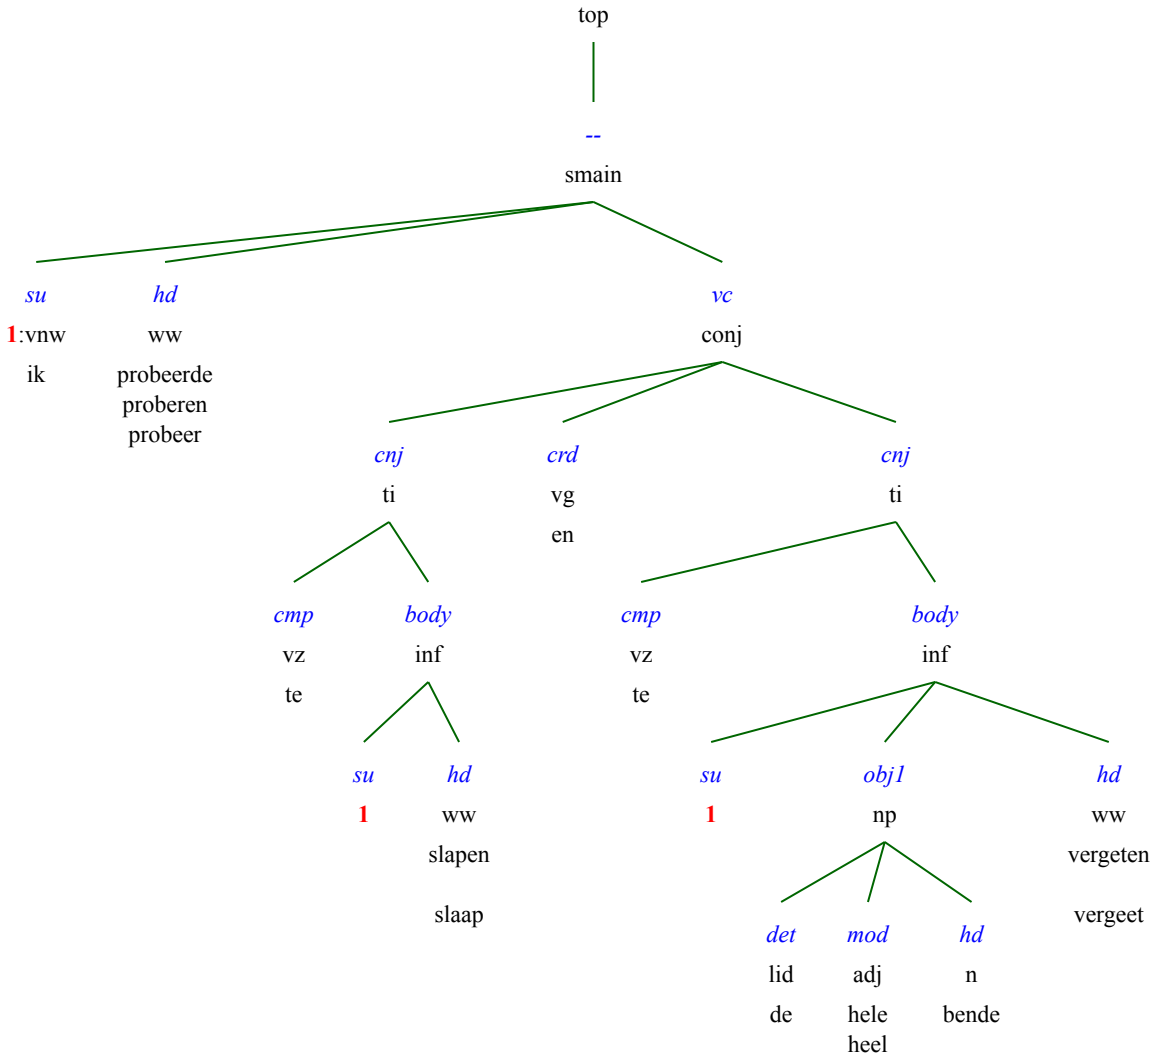 top
--
smain
su hd vc
1:vnw ww conj
ik probeerde
proberen
probeer
cnj crd cnj
ti vg ti
en
cmp body cmp body
vz inf vz inf
te te
su hd su obj1 hd
1 ww 1 np ww
slapen vergeten
slaap vergeet
det mod hd
lid adj n
de hele bende
heel